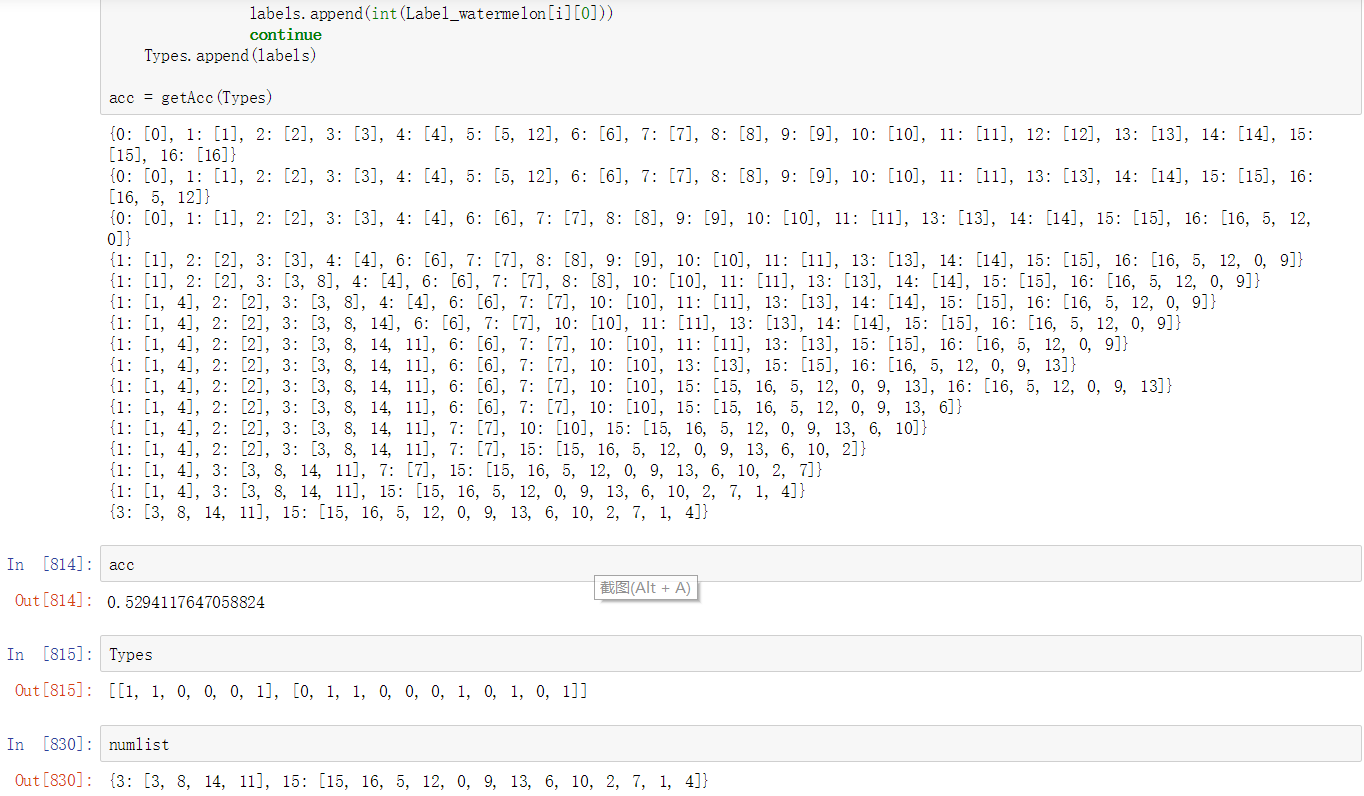 labels.append(int(Label_watermelon[i][0]))
continue
Types.append(labels)
acc = getAcc(Types)
{0: [0], 1: [1], 2: [2], 3: [3], 4: [4], 5: [5, 12], 6: [6], 7: [7], 8: [8], 9: [9], 10: [10], 11: [11], 12: [12], 13: [13], 14: [14], 15:
[15], 16: [16]}
{0: [0], 1: [1], 2: [2], 3: [3], 4: [4], 5: [5, 12], 6: [6], 7: [7], 8: [8], 9: [9], 10: [10], 11: [11], 13: [13], 14: [14], 15: [15], 16:
[16, 5, 12]}
{0: [0], 1: [1], 2: [2], 3: [3], 4: [4], 6: [6], 7: [7], 8: [8], 9: [9], 10: [10], 11: [11], 13: [13], 14: [14], 15: [15], 16: [16, 5, 12,
0]}
{1: [1], 2: [2], 3: [3], 4: [4], 6: [6], 7: [7], 8: [8], 9: [9], 10: [10], 11: [11], 13: [13], 14: [14], 15: [15], 16: [16, 5, 12, 0, 9]}
{1: [1], 2: [2], 3: [3, 8], 4: [4], 6: [6], 7: [7], 8: [8], 10: [10], 11: [11], 13: [13], 14: [14], 15: [15], 16: [16, 5, 12, 0, 9]}
{1: [1, 4], 2: [2], 3: [3, 8], 4: [4], 6: [6], 7: [7], 10: [10], 11: [11], 13: [13], 14: [14], 15: [15], 16: [16, 5, 12, 0, 9]}
{1: [1, 4], 2: [2], 3: [3, 8, 14], 6: [6], 7: [7], 10: [10], 11: [11], 13: [13], 14: [14], 15: [15], 16: [16, 5, 12, 0, 9]}
{1: [1, 4], 2: [2], 3: [3, 8, 14, 11], 6: [6], 7: [7], 10: [10], 11: [11], 13: [13], 15: [15], 16: [16, 5, 12, 0, 9]}
{1: [1, 4], 2: [2], 3: [3, 8, 14, 11], 6: [6], 7: [7], 10: [10], 13: [13], 15: [15], 16: [16, 5, 12, 0, 9, 13]}
{1: [1, 4], 2: [2], 3: [3, 8, 14, 11], 6: [6], 7: [7], 10: [10], 15: [15, 16, 5, 12, 0, 9, 13], 16: [16, 5, 12, 0, 9, 13]}
{1: [1, 4], 2: [2], 3: [3, 8, 14, 11], 6: [6], 7: [7], 10: [10], 15: [15, 16, 5, 12, 0, 9, 13, 6]}
{1: [1, 4], 2: [2], 3: [3, 8, 14, 11], 7: [7], 10: [10], 15: [15, 16, 5, 12, 0, 9, 13, 6, 10]}
{1: [1, 4], 2: [2], 3: [3, 8, 14, 11], 7: [7], 15: [15, 16, 5, 12, 0, 9, 13, 6, 10, 2]}
{1: [1, 4], 3: [3, 8, 14, 11], 7: [7], 15: [15, 16, 5, 12, 0, 9, 13, 6, 10, 2, 7]}
{1: [1, 4], 3: [3, 8, 14, 11], 15: [15, 16, 5, 12, 0, 9, 13, 6, 10, 2, 7, 1, 4]}
{3: [3, 8, 14, 11], 15: [15, 16, 5, 12, 0, 9, 13, 6, 10, 2, 7, 1, 4]}
In [814]: acc
截图(Alt + A)
Out[814]: 0.5294117647058824
In [815]: Types
Out[815]: [[1, 1, 0, 0, 0, 1], [0, 1, 1, 0, 0, 0, 1, 0, 1, 0, 1]]
In [830]: numlist
Out[830]: {3: [3, 8, 14, 11], 15: [15, 16, 5, 12, 0, 9, 13, 6, 10, 2, 7, 1, 4]}